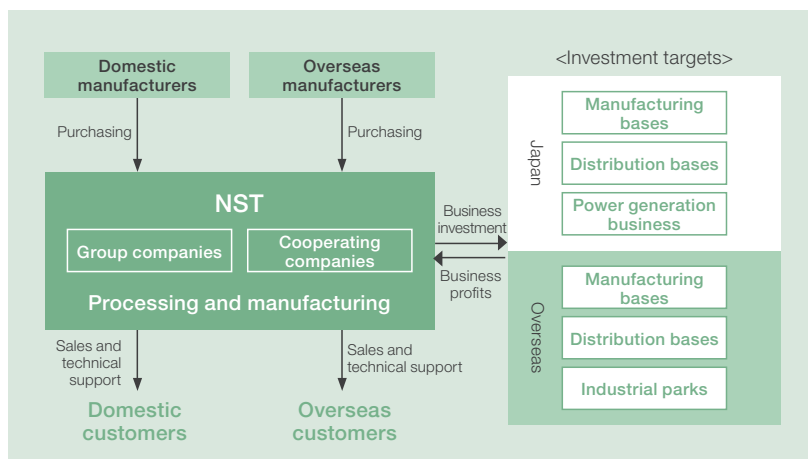 Domestic
manufacturers
Overseas
manufacturers
Purchasing
Purchasing
NST
Group companies
Cooperating
companies
Processing and manufacturing
Sales and
technical
support
Sales and
technical support
Domestic
customers
Overseas
customers
Business
investment
Business
profits
<Investment targets>
Japan
Manufacturing
bases
Distribution bases
Power generation
business
Overseas
Manufacturing
bases
Distribution bases
Industrial parks